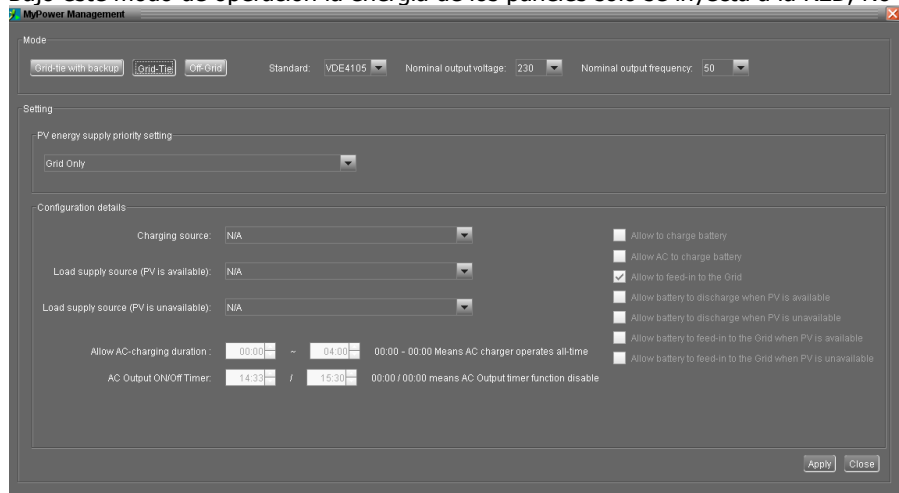 Bajo este modo de operación la energía de los paneles solo se inyecta a la RED, No
MyPower Management
Mode
Grid-tie with backup Grid-Tie Off-Grid Standard: VDE4105 Nominal output voltage: 230 Nominal output frequency: 50
Setting
PV energy supply priority setting
Grid Only
Configuration details
Charging source: N/A
Allow to charge battery
Allow AC to charge battery
Load supply source (PV is available): N/A
Allow to feed-in to the Grid
Allow battery to discharge when PV is available
Load supply source (PV is unavailable): N/A
Allow battery to discharge when PV is unavailable
Allow battery to feed-in to the Grid when PV is available
Allow AC-charging duration : 00:00 ~ 04:00 00:00 - 00:00 Means AC charger operates all-time
Allow battery to feed-in to the Grid when PV is unavailable
AC Output ON/Off Timer: 14:33 / 15:30 00:00 / 00:00 means AC Output timer function disable
Apply Close